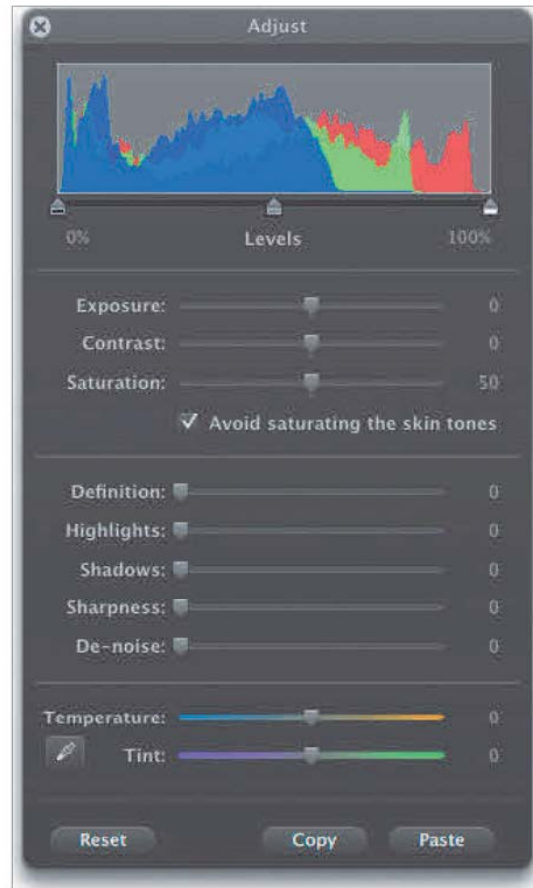 Adjust
0% Levels 100%
Exposure: 0
Contrast: 0
Saturation: 50
Avoid saturating the skin tones
Definition: 0
Highlights: 0
Shadows: 0
Sharpness: 0
De-noise: 0
Temperature: 0
Tint: 0
Reset Copy Paste